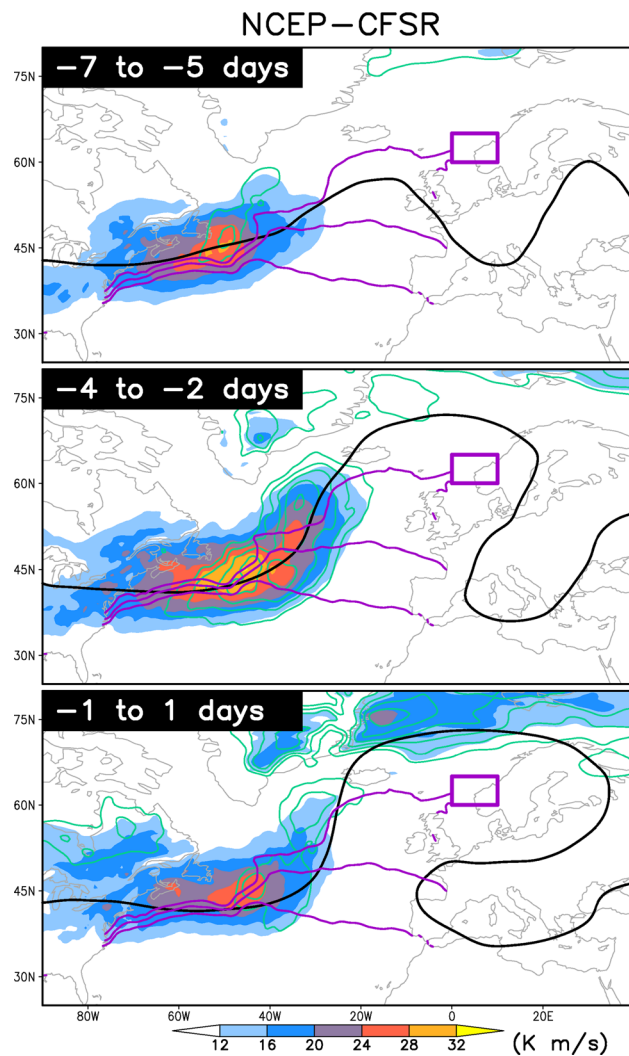 NCEP−CFSR
−7 to −5 days
75N
60N
45N
30N
−4 to −2 days
75N
60N
45N
30N
−1 to 1 days
75N
60N
45N
30N
80W 60W 40W 20W 0 20E
12 16 20 24 28 32 (K m/s)